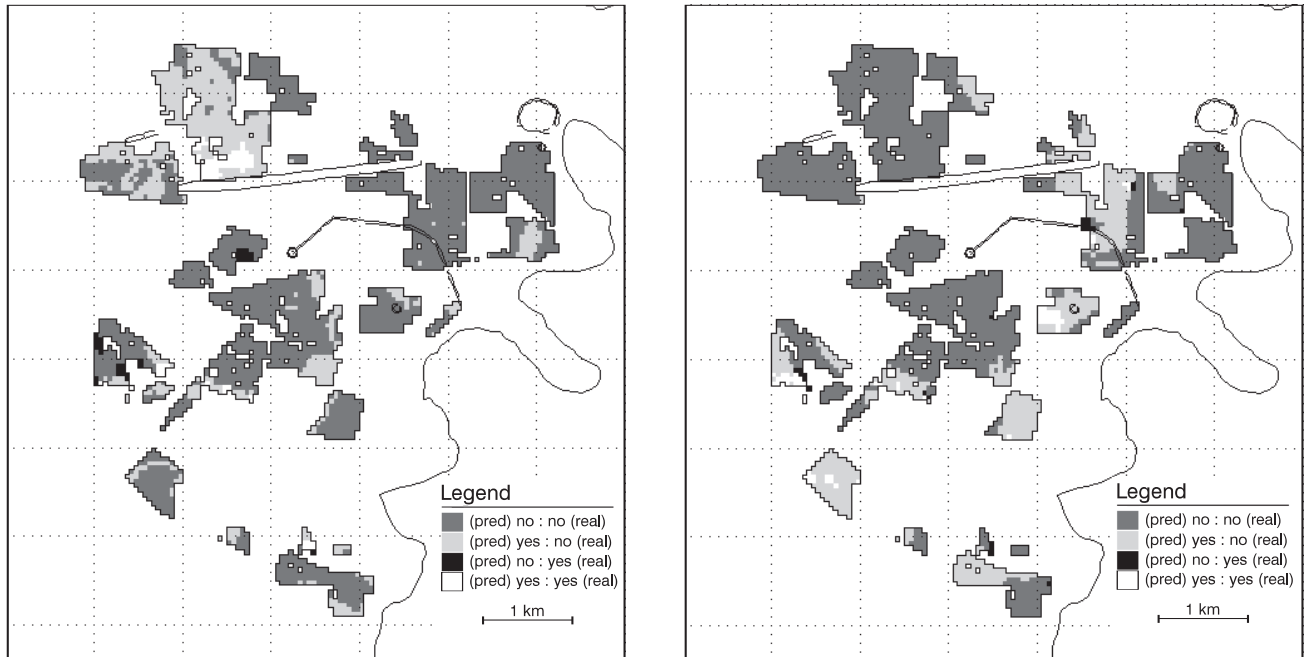 Legend
(pred) no : no (real)
(pred) yes : no (real)
(pred) no : yes (real)
(pred) yes : yes (real)
1 km
Legend
(pred) no : no (real)
(pred) yes : no (real)
(pred) no : yes (real)
(pred) yes : yes (real)
1 km